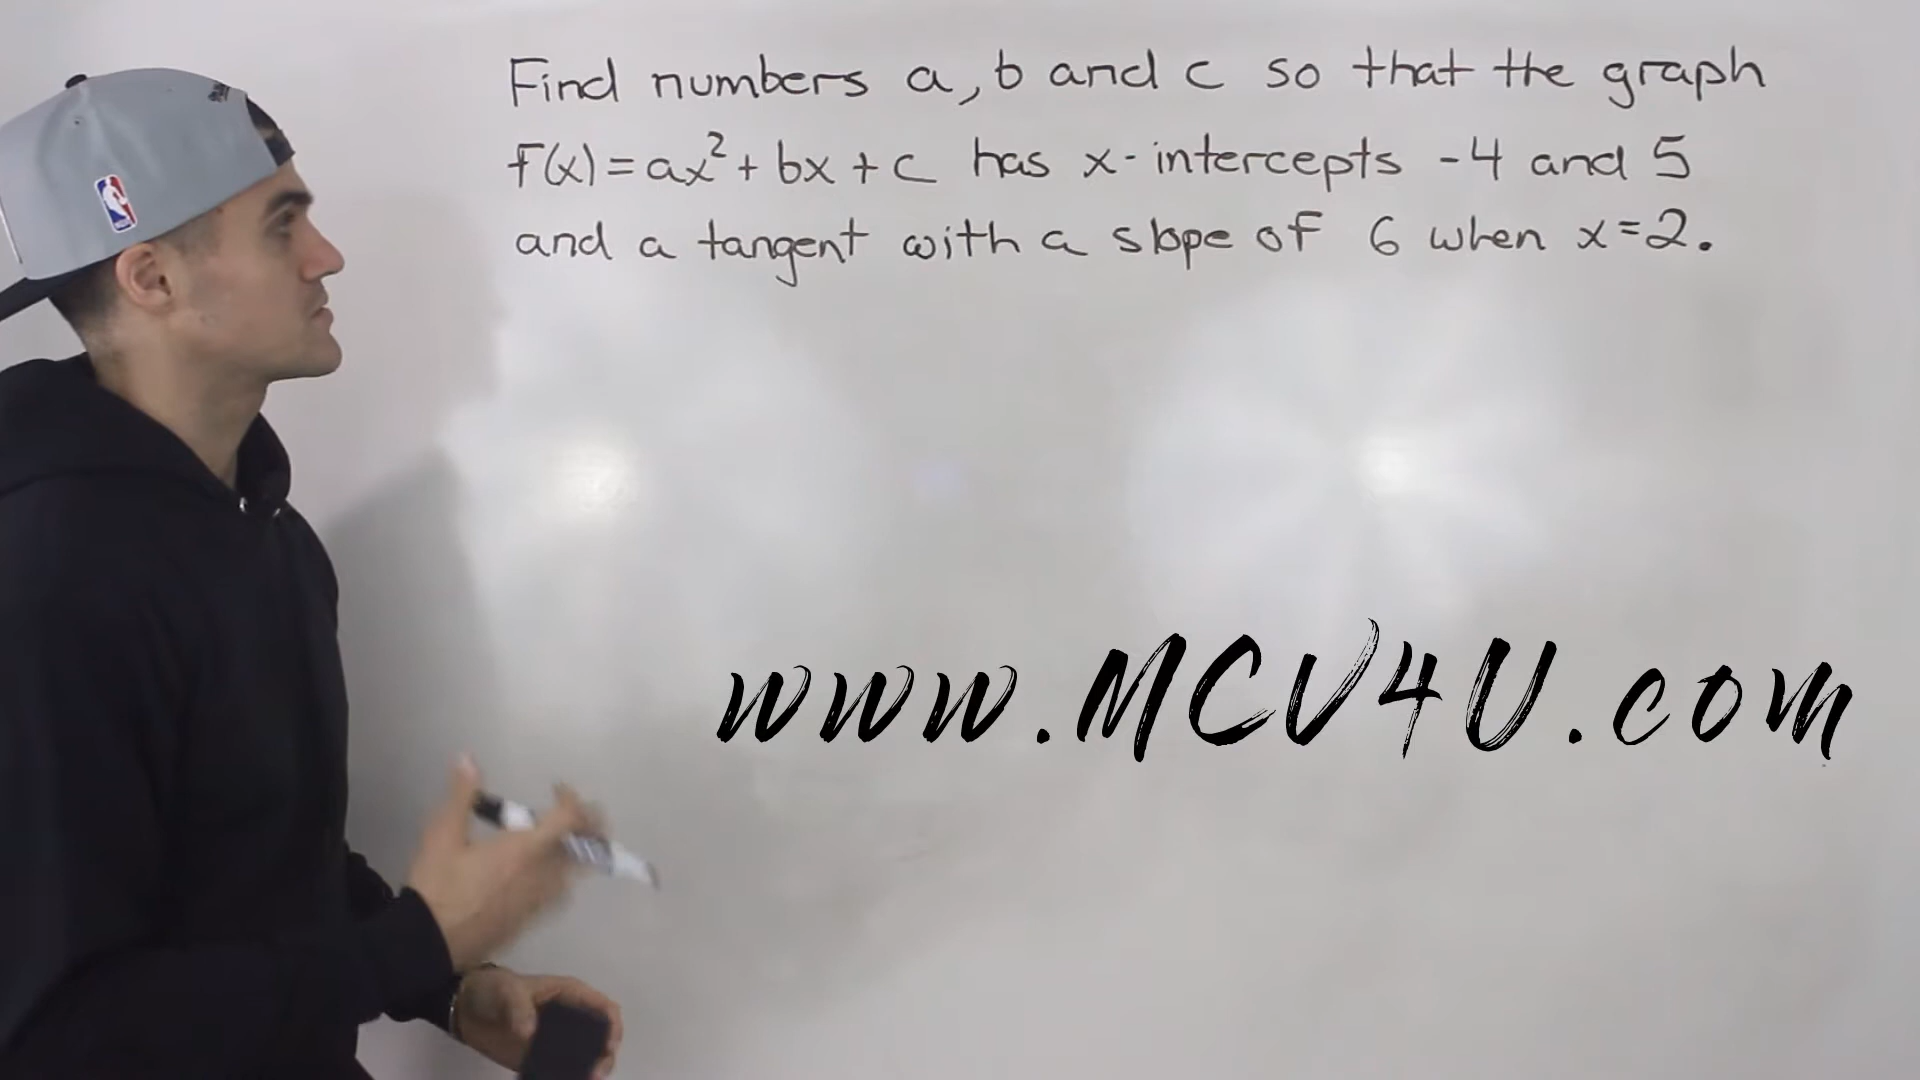 Find numbers a, b and c so that the graph
f(x) = ax² + bx + c has x-intercepts -4 and 5
and a tangent with a slope of 6 when x=2.
www.MCV4U.com